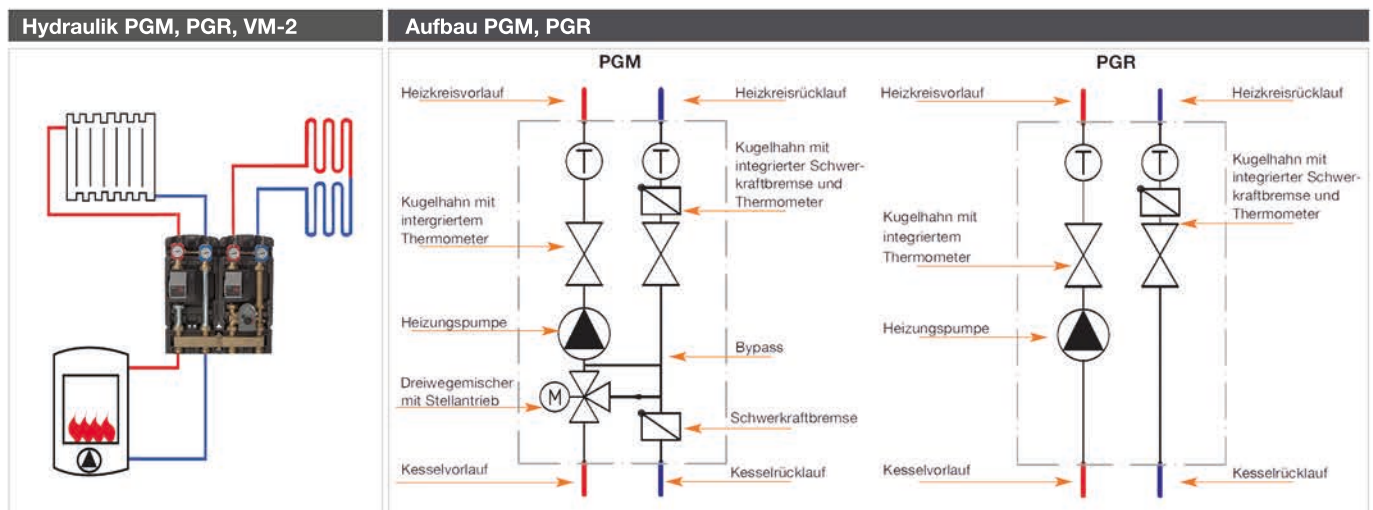 Hydraulik PGM, PGR, VM-2
Aufbau PGM, PGR
PGM
Heizkreisvorlauf
Heizkreisrücklauf
T
T
Kugelhahn mit
integrierter Schwer-
kraftbremse und
Thermometer
Kugelhahn mit
intergriertem
Thermometer
Heizungspumpe
Bypass
Dreiwegemischer
mit Stellantrieb
M
Schwerkraftbremse
Kesselvorlauf
Kesselrücklauf
PGR
Heizkreisvorlauf
Heizkreisrücklauf
T
T
Kugelhahn mit
integrierter Schwer-
kraftbremse und
Thermometer
Kugelhahn mit
integriertem
Thermometer
Heizungspumpe
Kesselvorlauf
Kesselrücklauf